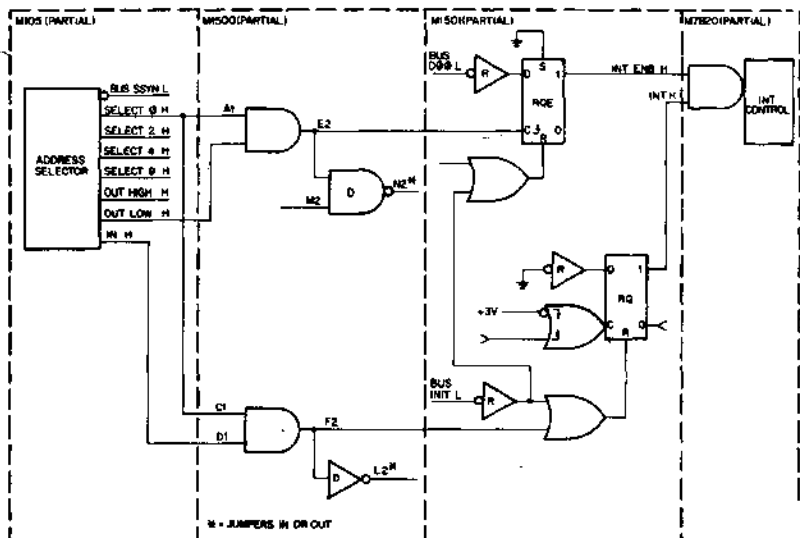 M105 (PARTIAL)
M1500 (PARTIAL)
M1501 (PARTIAL)
M7820 (PARTIAL)
BUS SSYN L
SELECT 0 H
SELECT 2 H
SELECT 4 H
OUT HIGH H
OUT LOW H
IN H
ADDRESS
SELECTOR
A1
E2
D
N2*
M2
C1
D1
F2
D
L2*
* = JUMPERS IN OR OUT
BUS
D00 L
R
S
D 1
RQE
C 0
R
INT ENB H
INT H
INT
CONTROL
R
D 1
RQ
C 0
R
+3V
BUS
INIT L
R